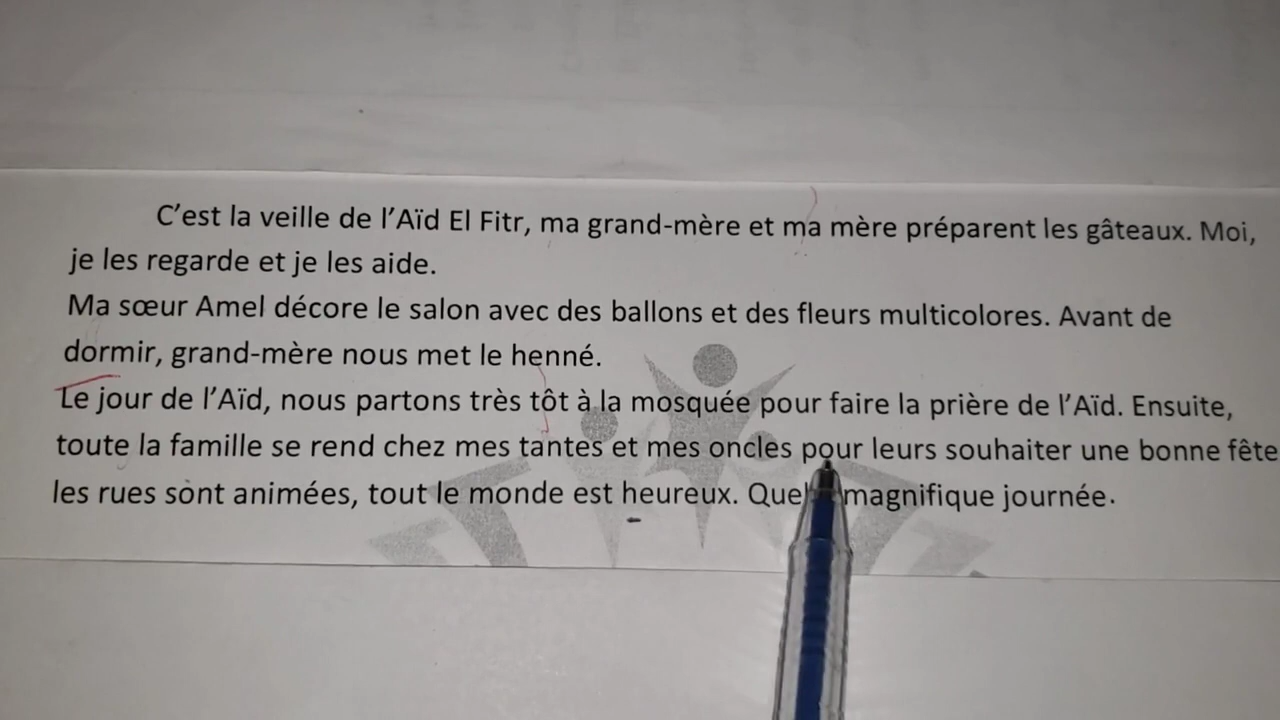 C'est la veille de l'Aïd El Fitr, ma grand-mère et ma mère préparent les gâteaux. Moi,
je les regarde et je les aide.
Ma sœur Amel décore le salon avec des ballons et des fleurs multicolores. Avant de
dormir, grand-mère nous met le henné.
Le jour de l'Aïd, nous partons très tôt à la mosquée pour faire la prière de l'Aïd. Ensuite,
toute la famille se rend chez mes tantes et mes oncles pour leurs souhaiter une bonne fête
les rues sont animées, tout le monde est heureux. magnifique journée.